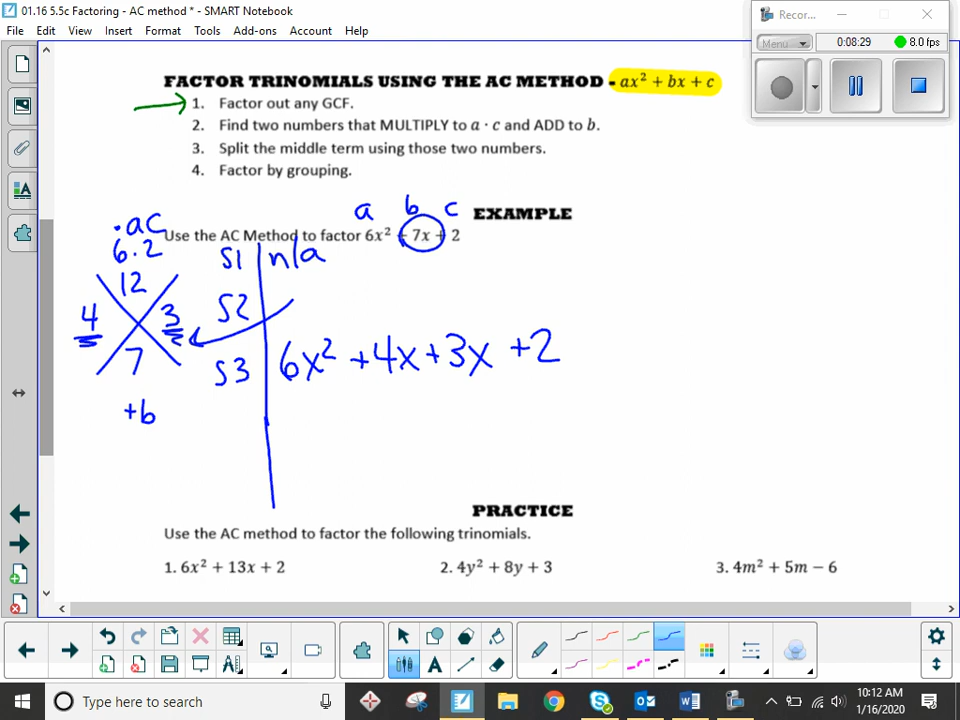 01.16 5.5c Factoring - AC method * - SMART Notebook
File Edit View Insert Format Tools Add-ons Account Help
Recor...
Menu
0:08:29
8.0 fps
FACTOR TRINOMIALS USING THE AC METHOD - ax² + bx + c
1. Factor out any GCF.
2. Find two numbers that MULTIPLY to a · c and ADD to b.
3. Split the middle term using those two numbers.
4. Factor by grouping.
a b c
EXAMPLE
Use the AC Method to factor 6x² + 7x + 2
·ac
6·2
12
4 3
7
+b
S1 n/a
S2
S3 6x² +4x+3x +2
PRACTICE
Use the AC method to factor the following trinomials.
1. 6x² + 13x + 2
2. 4y² + 8y + 3
3. 4m² + 5m − 6
Type here to search
10:12 AM
1/16/2020